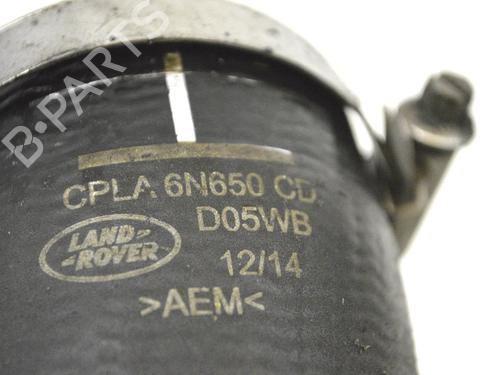 CPLA 6N650 CD
D05WB
LAND
ROVER
12/14
>AEM<
B-PARTS